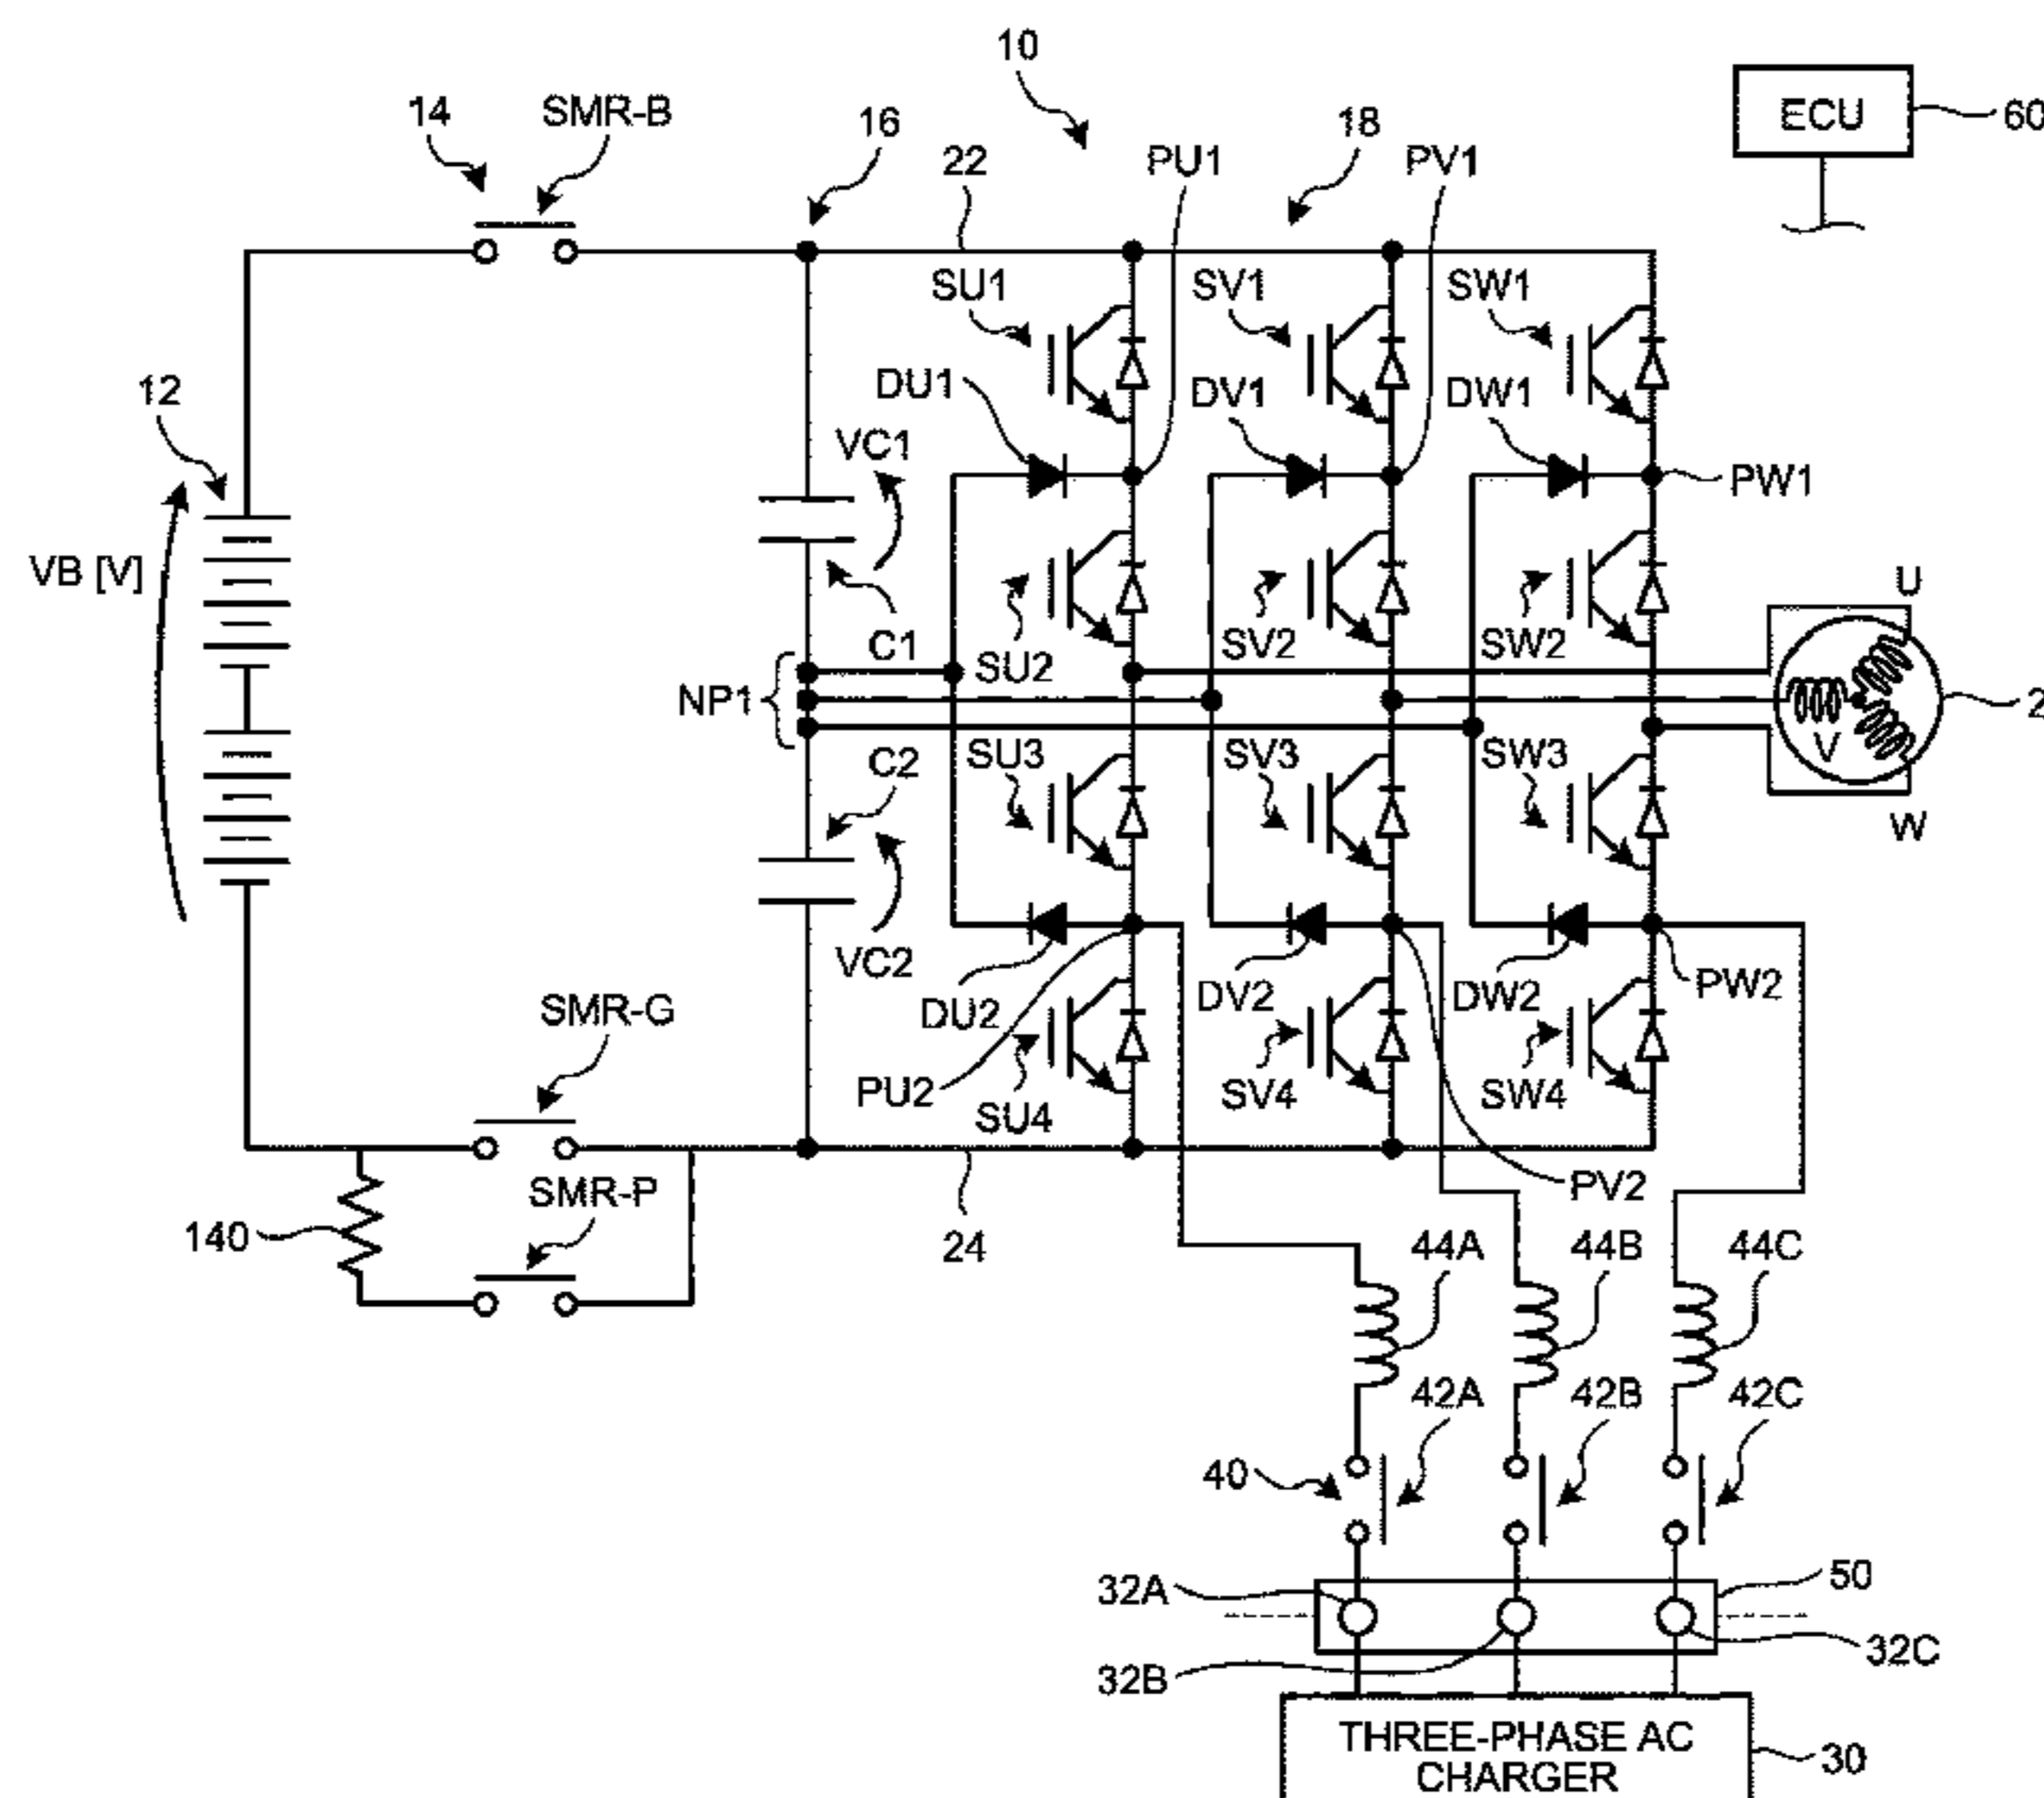 10
ECU
60
14
SMR-B
16
18
22
PU1
PV1
SU1
SV1
SW1
12
DU1
DV1
DW1
VC1
PW1
VB [V]
U
C1
SU2
SV2
SW2
NP1
2
V
C2
SU3
SV3
SW3
W
VC2
DU2
DV2
DW2
PW2
SMR-G
PU2
SU4
SV4
SW4
SMR-P
PV2
140
24
44A
44B
44C
42A
42B
42C
40
32A
50
32B
32C
THREE-PHASE AC
CHARGER
30